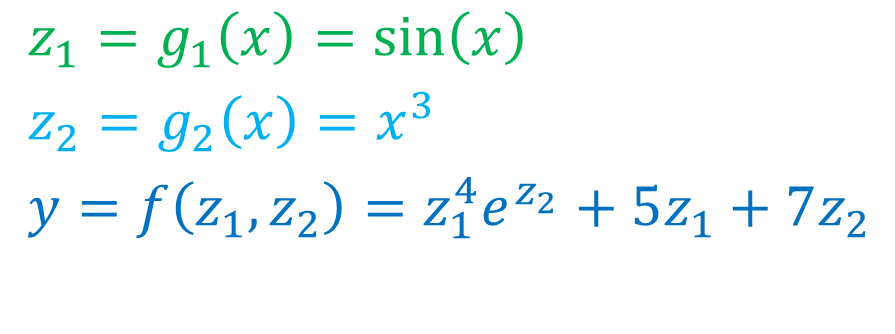 z₁ = g₁(x) = sin(x)
z₂ = g₂(x) = x³
y = f(z₁, z₂) = z₁⁴e^{z₂} + 5z₁ + 7z₂